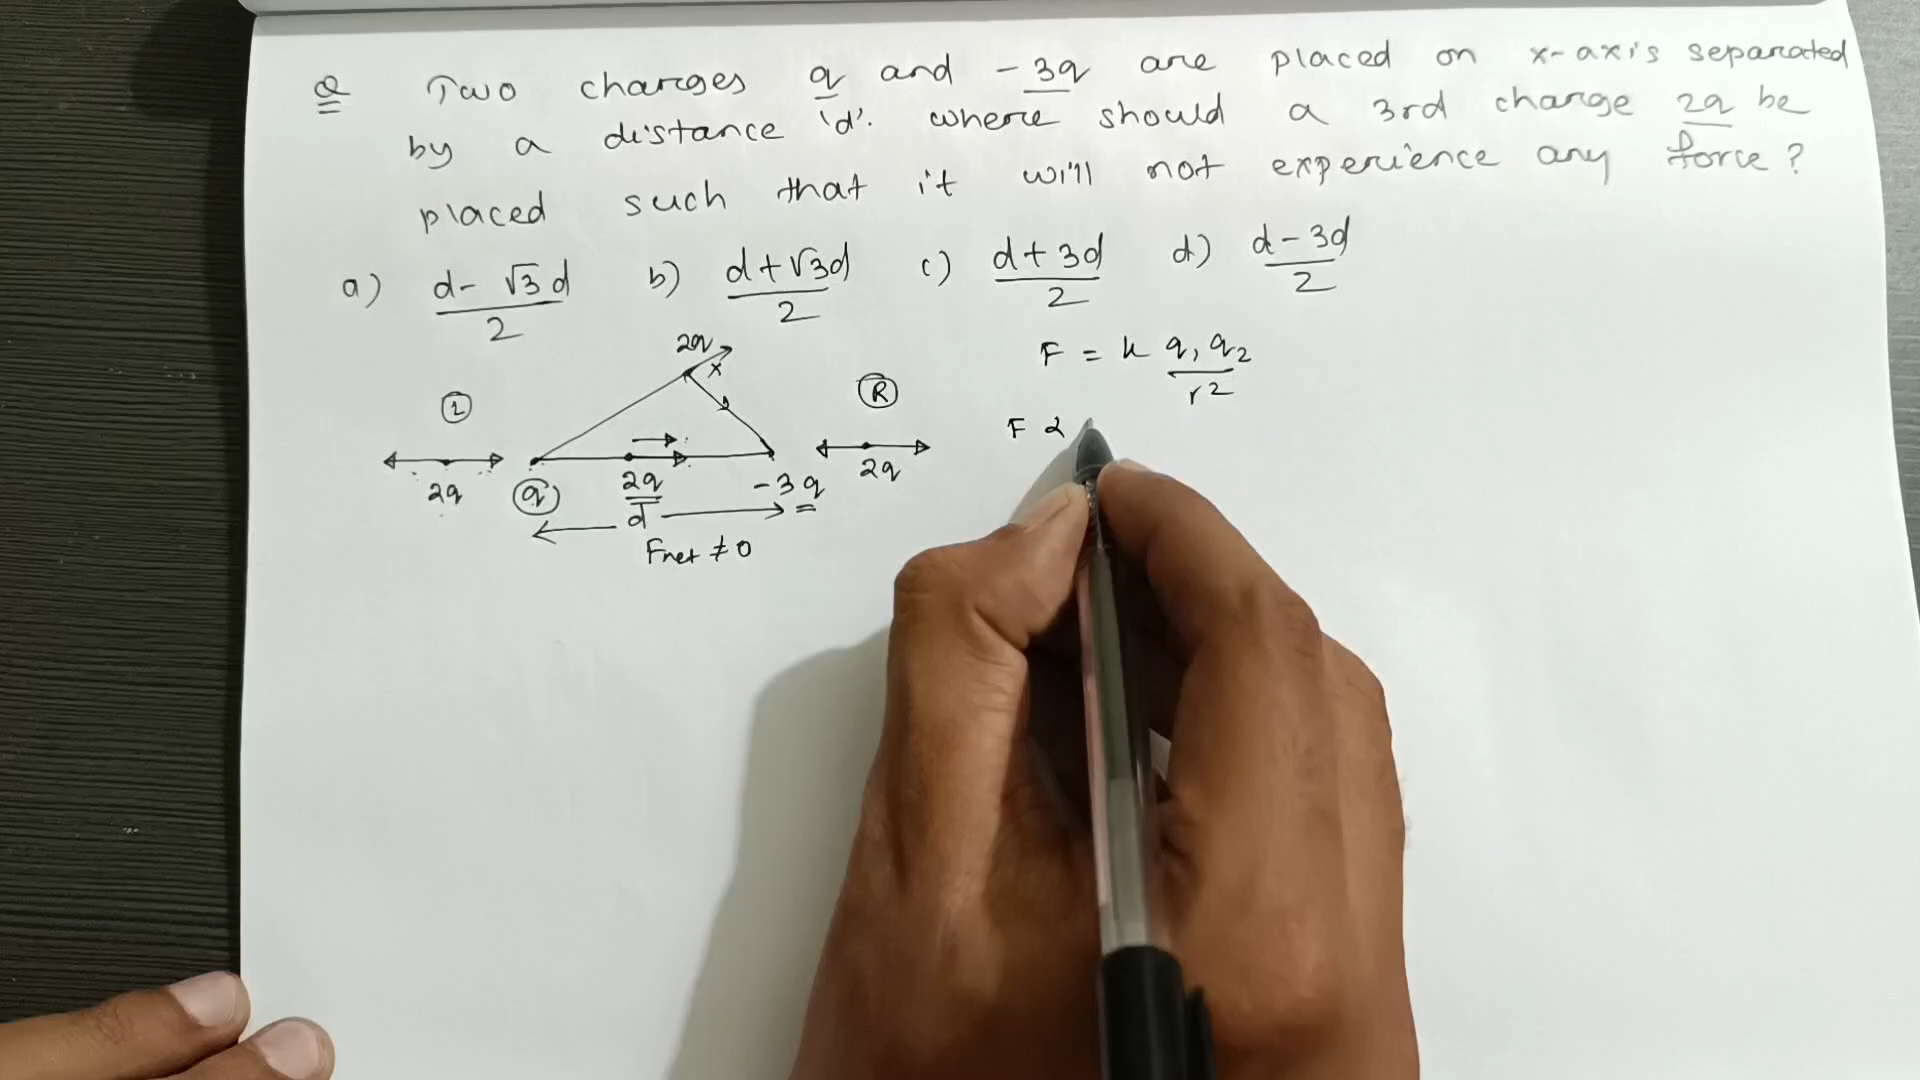 Q Two charges q and -3q are placed on x-axis separated
by a distance 'd'. where should a 3rd charge 2q be
placed such that it will not experience any force?
a) d-√3d/2 b) d+√3d/2 c) d+3d/2 d) d-3d/2
2q
x
L
R
2q q 2q -3q 2q
d
Fnet ≠ 0
F = k q1 q2/r2
F ∝